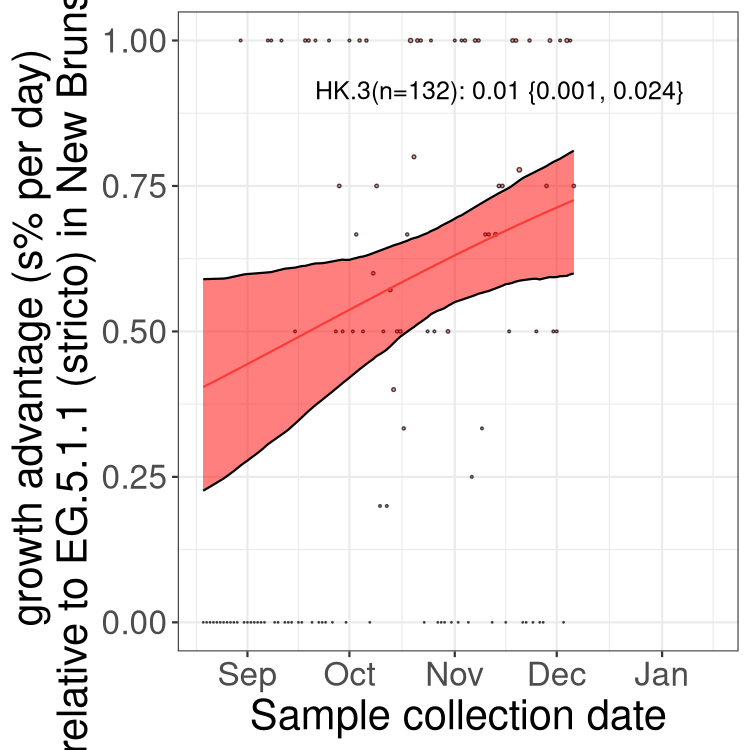 growth advantage (s% per day)
relative to EG.5.1.1 (stricto) in New Bruns
1.00
0.75
0.50
0.25
0.00
HK.3(n=132): 0.01 {0.001, 0.024}
Sep Oct Nov Dec Jan
Sample collection date